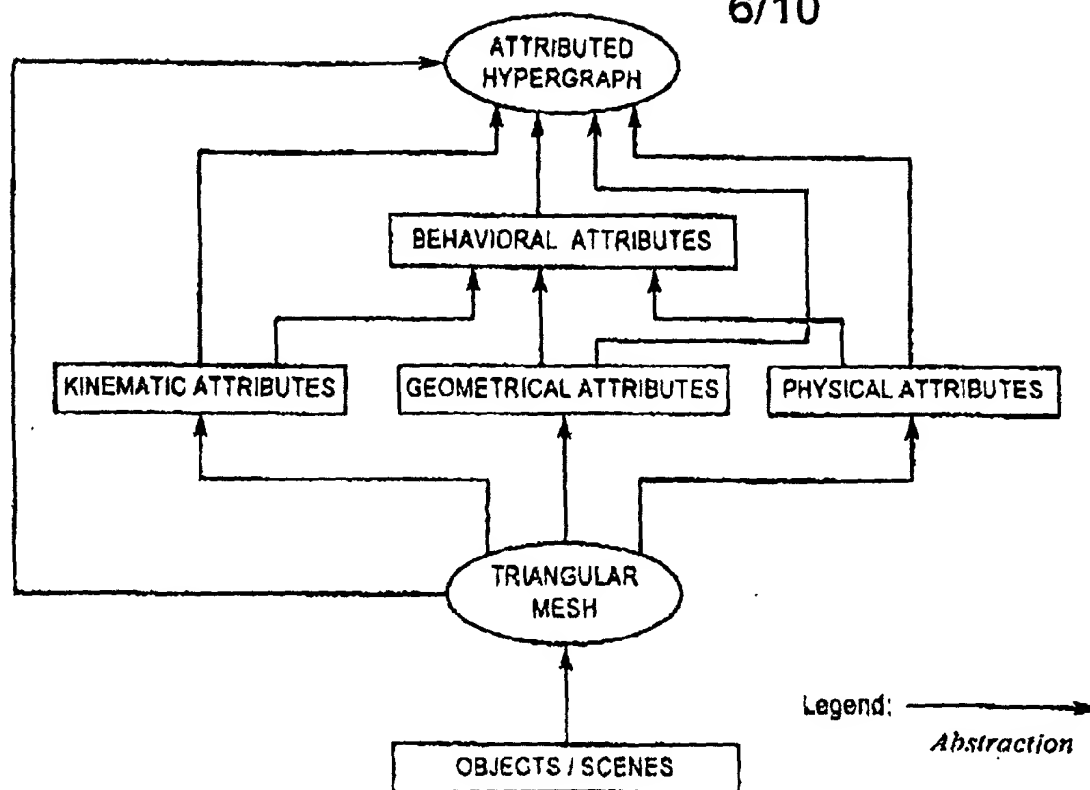 6/10
ATTRIBUTED
HYPERGRAPH
BEHAVIORAL ATTRIBUTES
KINEMATIC ATTRIBUTES
GEOMETRICAL ATTRIBUTES
PHYSICAL ATTRIBUTES
TRIANGULAR
MESH
Legend:
Abstraction
OBJECTS / SCENES